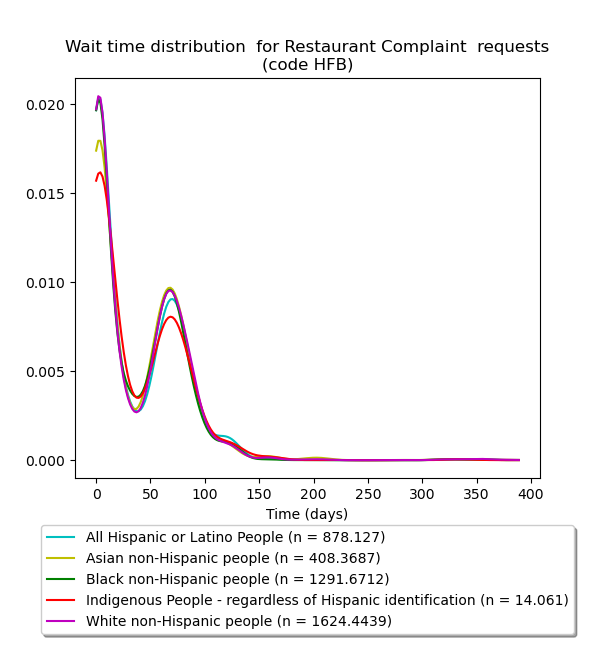 Wait time distribution  for Restaurant Complaint  requests
(code HFB)
0.020
0.015
0.010
0.005
0.000
0 50 100 150 200 250 300 350 400
Time (days)
All Hispanic or Latino People (n = 878.127)
Asian non-Hispanic people (n = 408.3687)
Black non-Hispanic people (n = 1291.6712)
Indigenous People - regardless of Hispanic identification (n = 14.061)
White non-Hispanic people (n = 1624.4439)